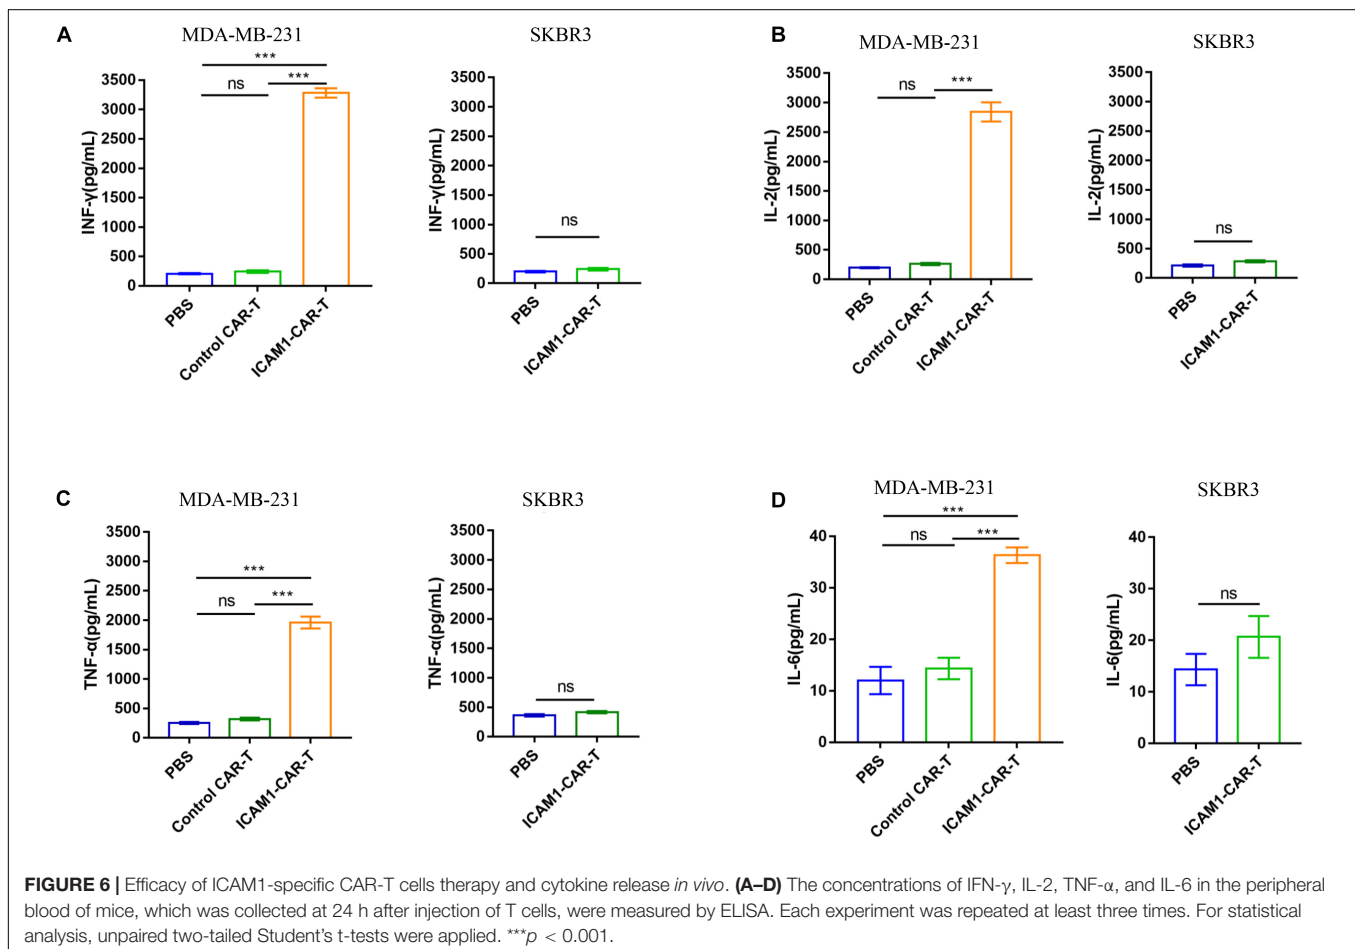 A
MDA-MB-231
***
ns
***
INF-γ(pg/mL)
3500
3000
2500
2000
1500
1000
500
0
PBS
Control CAR-T
ICAM1-CAR-T
SKBR3
INF-γ(pg/mL)
3500
3000
2500
2000
1500
1000
500
0
ns
PBS
ICAM1-CAR-T
B
MDA-MB-231
ns
***
IL-2(pg/mL)
3500
3000
2500
2000
1500
1000
500
0
PBS
Control CAR-T
ICAM1-CAR-T
SKBR3
IL-2(pg/mL)
3500
3000
2500
2000
1500
1000
500
0
ns
PBS
ICAM1-CAR-T
C
MDA-MB-231
***
ns
***
TNF-α(pg/mL)
3500
3000
2500
2000
1500
1000
500
0
PBS
Control CAR-T
ICAM1-CAR-T
SKBR3
TNF-α(pg/mL)
3500
3000
2500
2000
1500
1000
500
0
ns
PBS
ICAM1-CAR-T
D
MDA-MB-231
***
ns
***
IL-6(pg/mL)
40
30
20
10
0
PBS
Control CAR-T
ICAM1-CAR-T
SKBR3
IL-6(pg/mL)
40
30
20
10
0
ns
PBS
ICAM1-CAR-T
FIGURE 6 | Efficacy of ICAM1-specific CAR-T cells therapy and cytokine release in vivo. (A–D) The concentrations of IFN-γ, IL-2, TNF-α, and IL-6 in the peripheral
blood of mice, which was collected at 24 h after injection of T cells, were measured by ELISA. Each experiment was repeated at least three times. For statistical
analysis, unpaired two-tailed Student's t-tests were applied. ***p < 0.001.